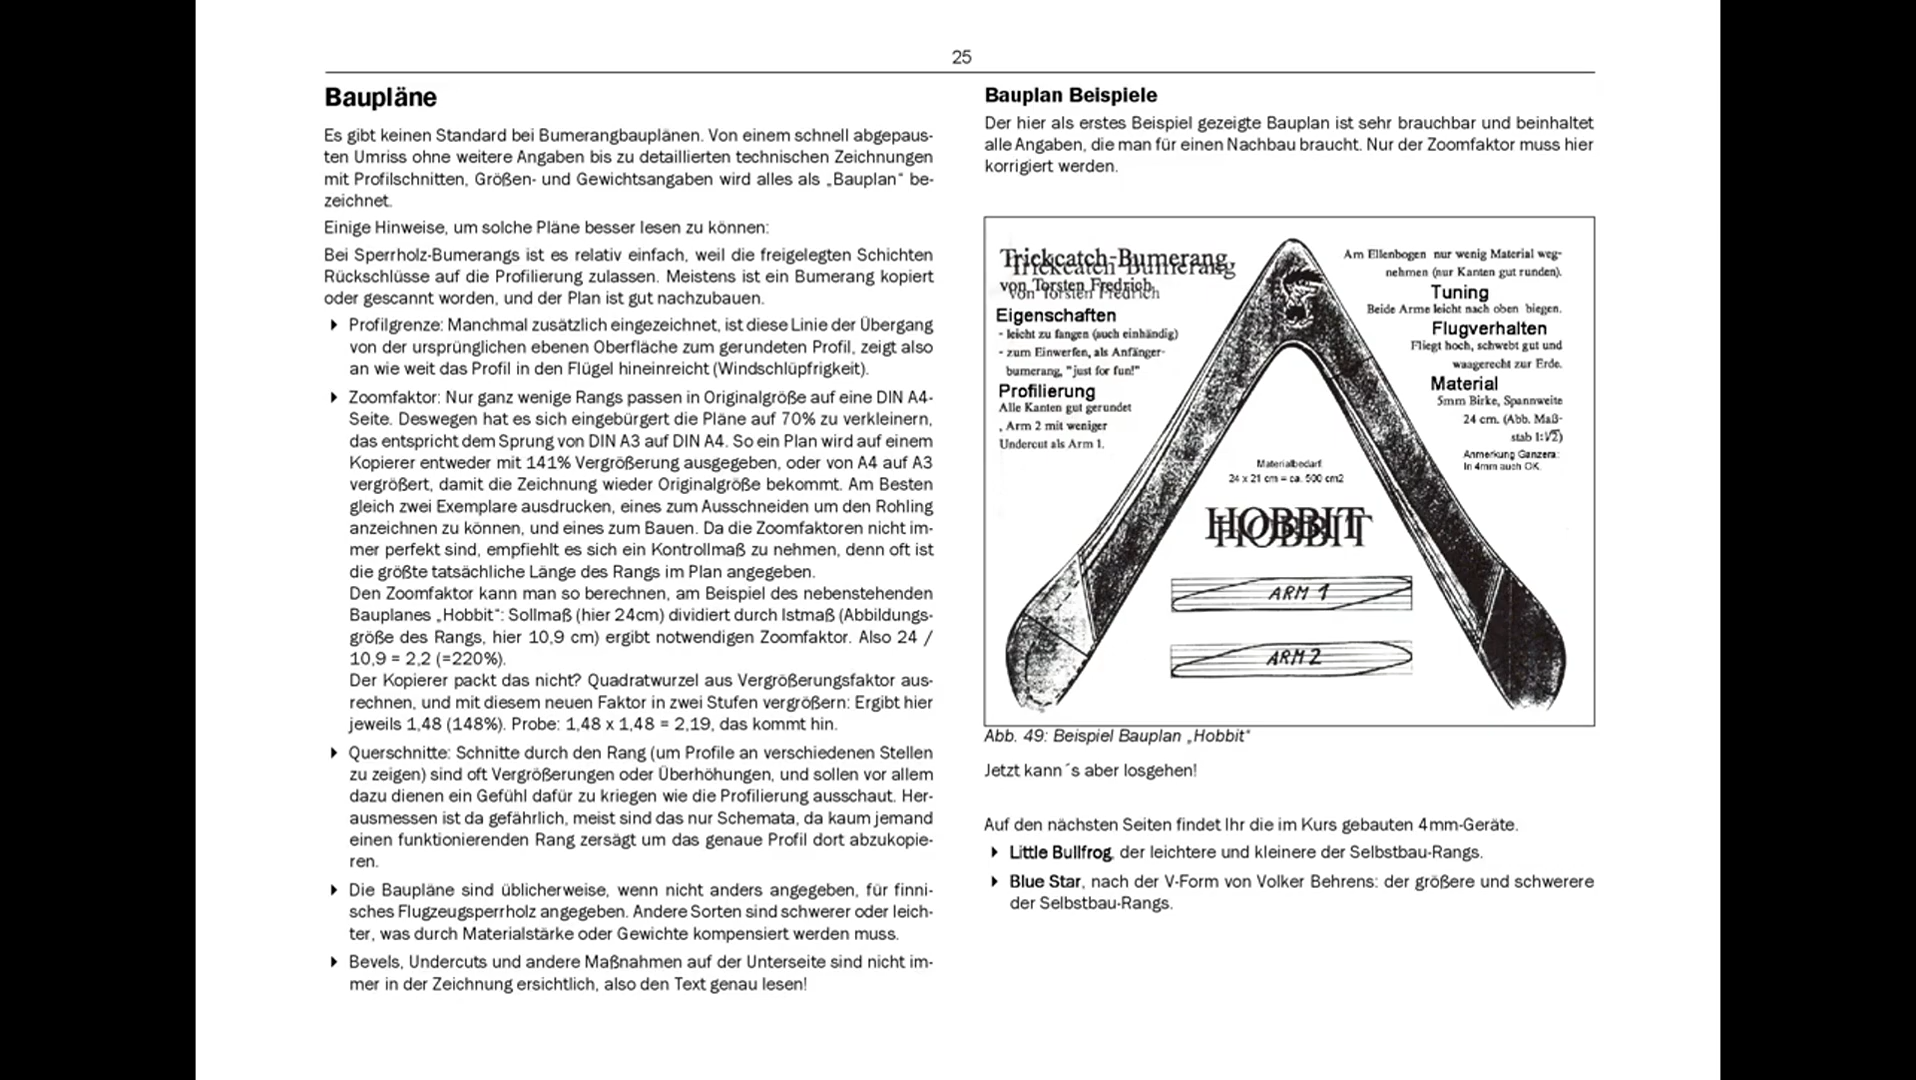 25
Baupläne
Es gibt keinen Standard bei Bumerangbauplänen. Von einem schnell abgepaus-
ten Umriss ohne weitere Angaben bis zu detaillierten technischen Zeichnungen
mit Profilschnitten, Größen- und Gewichtsangaben wird alles als „Bauplan“ be-
zeichnet.
Einige Hinweise, um solche Pläne besser lesen zu können:
Bei Sperrholz-Bumerangs ist es relativ einfach, weil die freigelegten Schichten
Rückschlüsse auf die Profilierung zulassen. Meistens ist ein Bumerang kopiert
oder gescannt worden, und der Plan ist gut nachzubauen.
Profilgrenze: Manchmal zusätzlich eingezeichnet, ist diese Linie der Übergang
von der ursprünglichen ebenen Oberfläche zum gerundeten Profil, zeigt also
an wie weit das Profil in den Flügel hineinreicht (Windschlüpfrigkeit).
Zoomfaktor: Nur ganz wenige Rangs passen in Originalgröße auf eine DIN A4-
Seite. Deswegen hat es sich eingebürgert die Pläne auf 70% zu verkleinern,
das entspricht dem Sprung von DIN A3 auf DIN A4. So ein Plan wird auf einem
Kopierer entweder mit 141% Vergrößerung ausgegeben, oder von A4 auf A3
vergrößert, damit die Zeichnung wieder Originalgröße bekommt. Am Besten
gleich zwei Exemplare ausdrucken, eines zum Ausschneiden um den Rohling
anzeichnen zu können, und eines zum Bauen. Da die Zoomfaktoren nicht im-
mer perfekt sind, empfiehlt es sich ein Kontrollmaß zu nehmen, denn oft ist
die größte tatsächliche Länge des Rangs im Plan angegeben.
Den Zoomfaktor kann man so berechnen, am Beispiel des nebenstehenden
Bauplanes „Hobbit“: Sollmaß (hier 24cm) dividiert durch Istmaß (Abbildungs-
größe des Rangs, hier 10,9 cm) ergibt notwendigen Zoomfaktor. Also 24 /
10,9 = 2,2 (=220%).
Der Kopierer packt das nicht? Quadratwurzel aus Vergrößerungsfaktor aus-
rechnen, und mit diesem neuen Faktor in zwei Stufen vergrößern: Ergibt hier
jeweils 1,48 (148%). Probe: 1,48 x 1,48 = 2,19, das kommt hin.
Querschnitte: Schnitte durch den Rang (um Profile an verschiedenen Stellen
zu zeigen) sind oft Vergrößerungen oder Überhöhungen, und sollen vor allem
dazu dienen ein Gefühl dafür zu kriegen wie die Profilierung ausschaut. Her-
ausmessen ist da gefährlich, meist sind das nur Schemata, da kaum jemand
einen funktionierenden Rang zersägt um das genaue Profil dort abzukopie-
ren.
Die Baupläne sind üblicherweise, wenn nicht anders angegeben, für finni-
sches Flugzeugsperrholz angegeben. Andere Sorten sind schwerer oder leich-
ter, was durch Materialstärke oder Gewichte kompensiert werden muss.
Bevels, Undercuts und andere Maßnahmen auf der Unterseite sind nicht im-
mer in der Zeichnung ersichtlich, also den Text genau lesen!
Bauplan Beispiele
Der hier als erstes Beispiel gezeigte Bauplan ist sehr brauchbar und beinhaltet
alle Angaben, die man für einen Nachbau braucht. Nur der Zoomfaktor muss hier
korrigiert werden.
Trickcatch-Bumerang
von Torsten Fredrich
Eigenschaften
- leicht zu fangen (auch einhändig)
- zum Einwerfen, als Anfänger-
bumerang, "just for fun!"
Profilierung
Alle Kanten gut gerundet
, Arm 2 mit weniger
Undercut als Arm 1.
Am Ellenbogen nur wenig Material weg-
nehmen (nur Kanten gut runden).
Tuning
Beide Arme leicht nach oben biegen.
Flugverhalten
Fliegt hoch, schwebt gut und
waagerecht zur Erde.
Material
5mm Birke, Spannweite
24 cm. (Abb. Maß-
stab 1:√2)
Anmerkung Ganzera:
In 4mm auch OK.
Materialbedarf:
24 x 21 cm = ca. 500 cm2
HOBBIT
ARM 1
ARM 2
Abb. 49: Beispiel Bauplan „Hobbit“
Jetzt kann´s aber losgehen!
Auf den nächsten Seiten findet Ihr die im Kurs gebauten 4mm-Geräte.
Little Bullfrog, der leichtere und kleinere der Selbstbau-Rangs.
Blue Star, nach der V-Form von Volker Behrens: der größere und schwerere
der Selbstbau-Rangs.